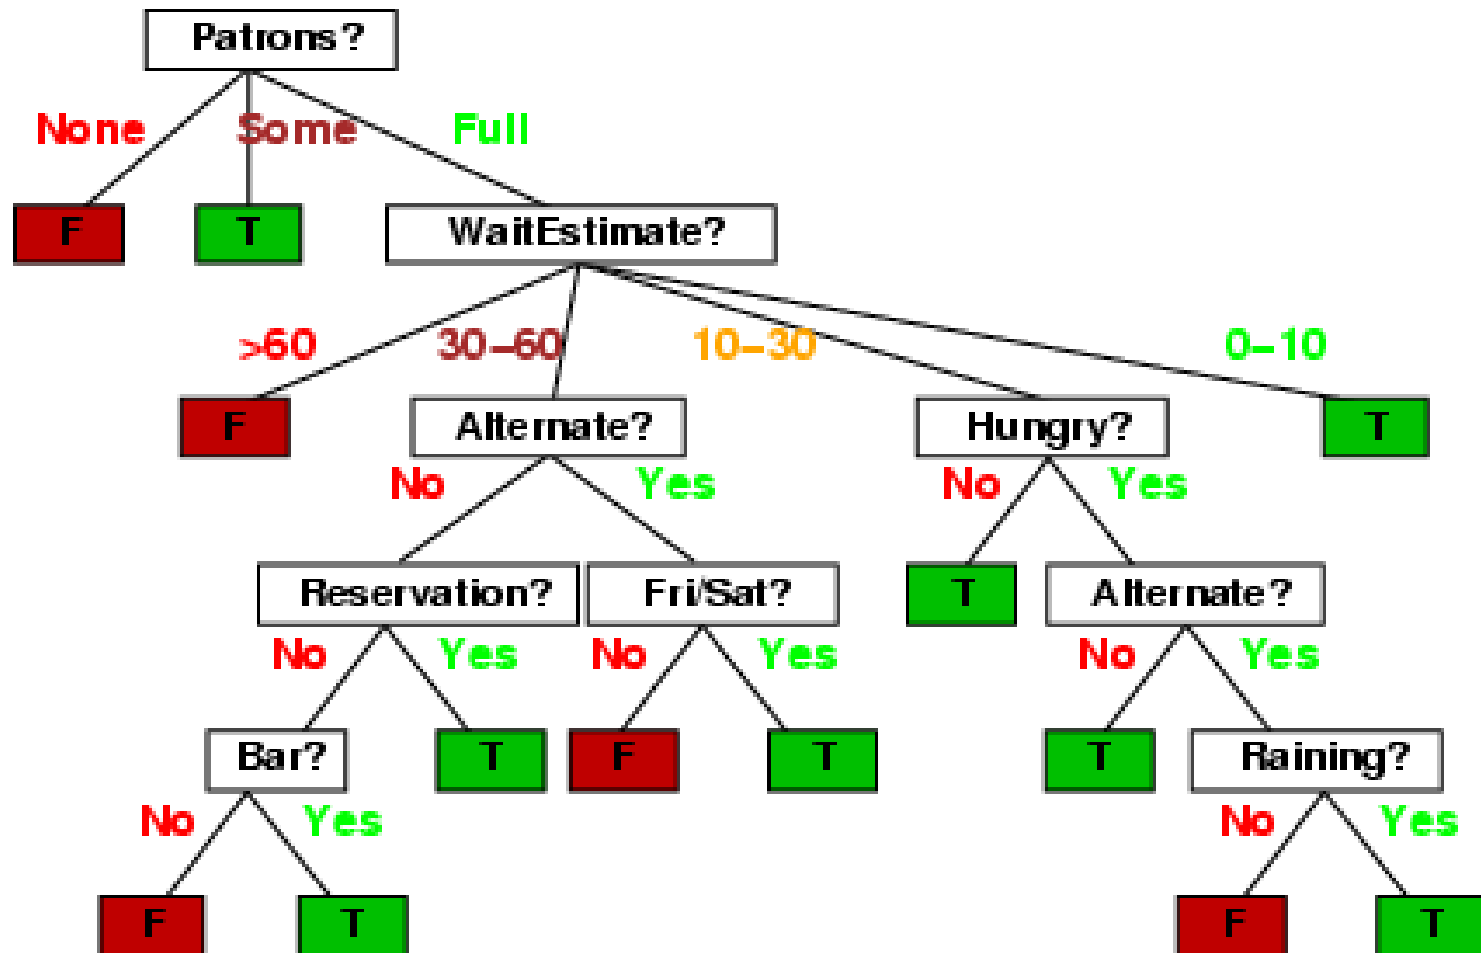 Patrons?
None Some Full
F T WaitEstimate?
>60 30–60 10–30 0–10
F Alternate? Hungry? T
No Yes No Yes
Reservation? Fri/Sat? T Alternate?
No Yes No Yes No Yes
Bar? T F T T Raining?
No Yes No Yes
F T F T